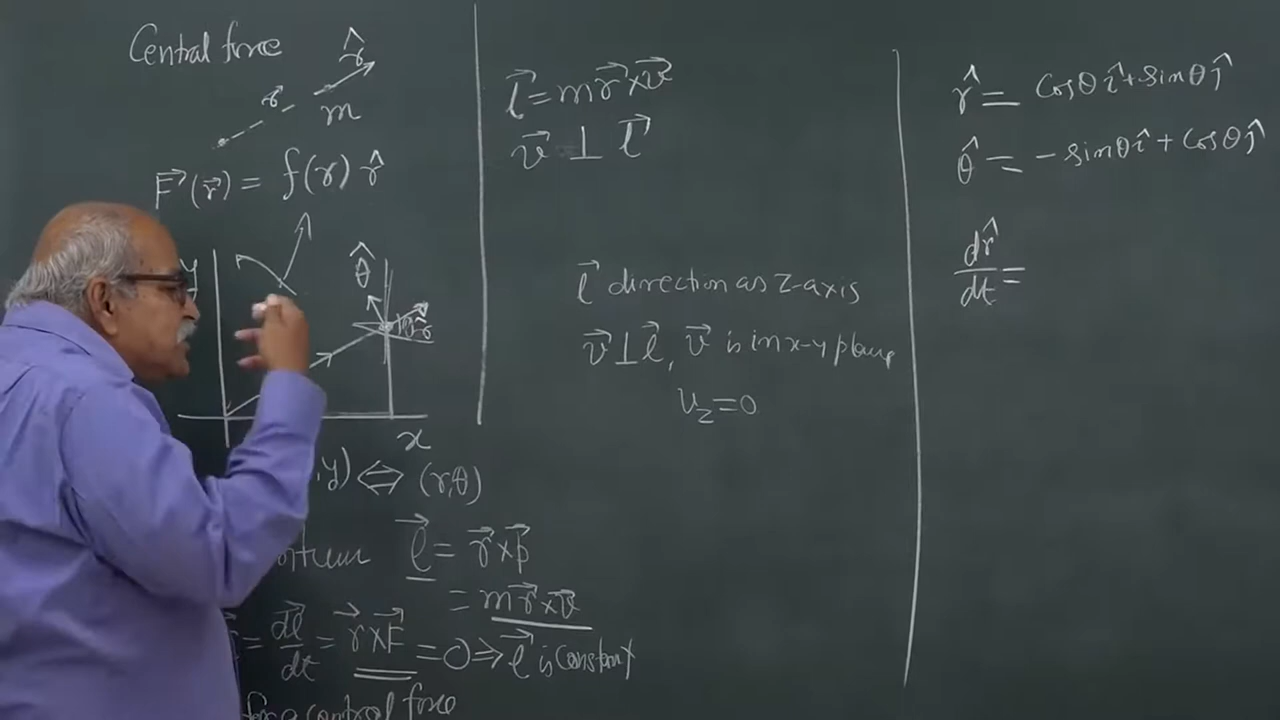 Central force
r̂
r
m
F⃗(r⃗) = f(r) r̂
y
θ̂
r̂
x
,y) ⇔ (r,θ)
l⃗ = r⃗×p⃗
= m r⃗×v⃗
= dl⃗/dt = r⃗×F⃗ = 0 ⇒ l⃗ is constant
force
l⃗ = m r⃗×v⃗
v⃗ ⊥ l⃗
l⃗ direction as z-axis
v⃗ ⊥ l⃗, v⃗ is in x-y plane
v_z = 0
r̂ = cosθ î + sinθ ĵ
θ̂ = -sinθ î + cosθ ĵ
dr̂/dt =